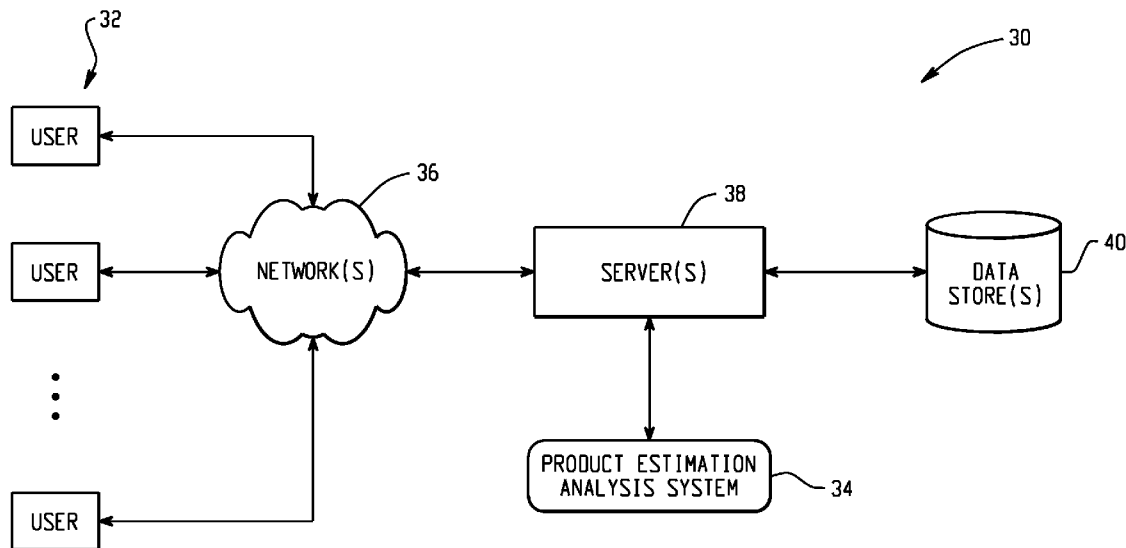 32
30
USER
36
38
USER
NETWORK(S)
SERVER(S)
DATA
STORE(S)
40
PRODUCT ESTIMATION
ANALYSIS SYSTEM
34
USER